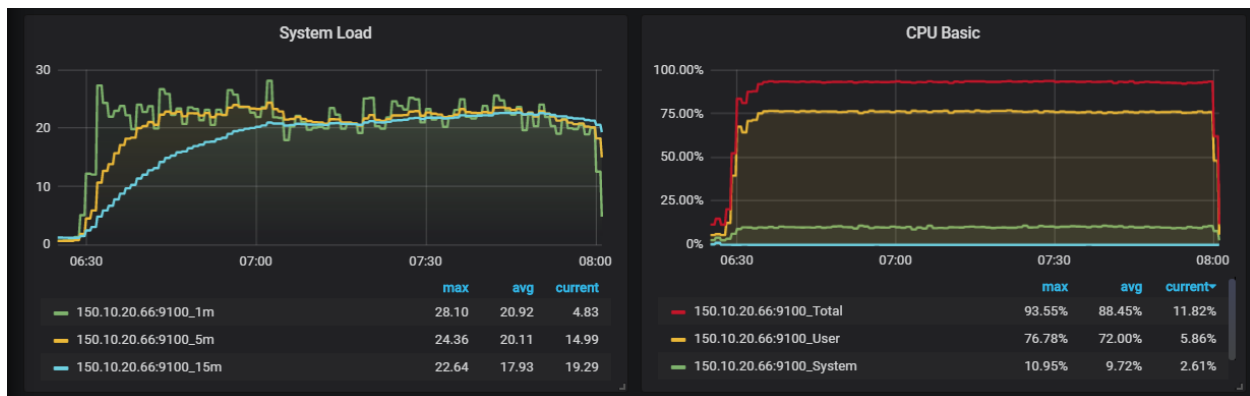 System Load
30
20
10
0
06:30 07:00 07:30 08:00
max avg current
150.10.20.66:9100_1m 28.10 20.92 4.83
150.10.20.66:9100_5m 24.36 20.11 14.99
150.10.20.66:9100_15m 22.64 17.93 19.29
CPU Basic
100.00%
75.00%
50.00%
25.00%
0%
06:30 07:00 07:30 08:00
max avg current
150.10.20.66:9100_Total 93.55% 88.45% 11.82%
150.10.20.66:9100_User 76.78% 72.00% 5.86%
150.10.20.66:9100_System 10.95% 9.72% 2.61%